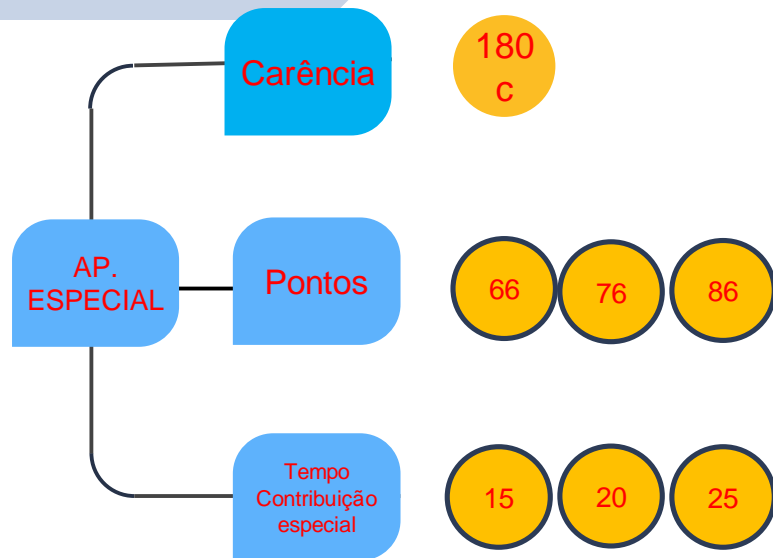 Carência
180
c
AP.
ESPECIAL
Pontos
66
76
86
Tempo
Contribuição
especial
15
20
25